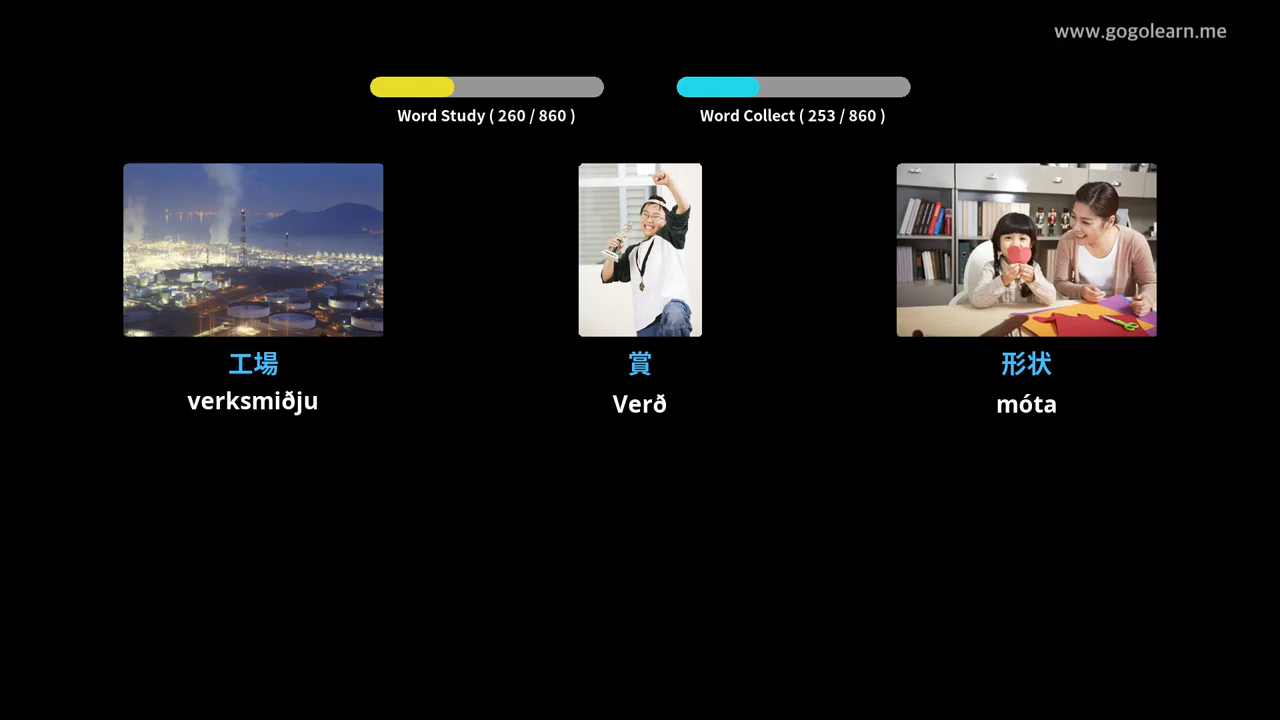 www.gogolearn.me
Word Study ( 260 / 860 )
Word Collect ( 253 / 860 )
工場
verksmiðju
賞
Verð
形状
móta